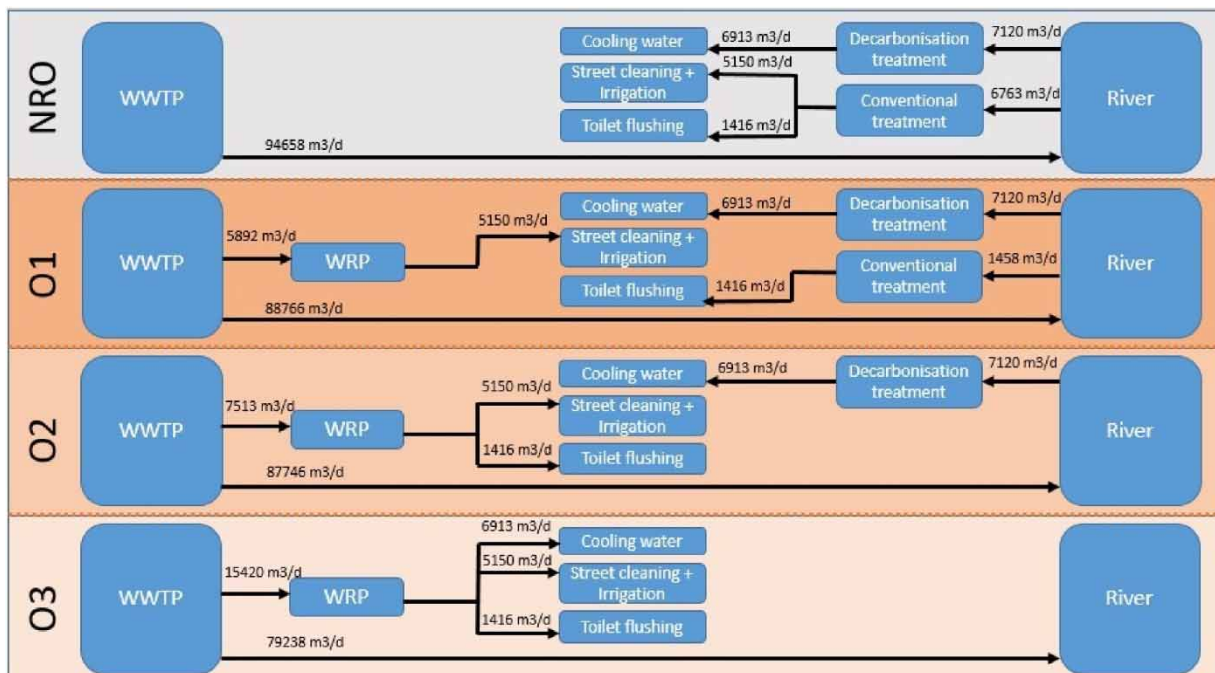 NRO
WWTP
Cooling water
6913 m3/d
Decarbonisation
treatment
7120 m3/d
River
Street cleaning +
Irrigation
5150 m3/d
Toilet flushing
1416 m3/d
Conventional
treatment
6763 m3/d
94658 m3/d
O1
WWTP
5892 m3/d
WRP
5150 m3/d
Cooling water
6913 m3/d
Decarbonisation
treatment
7120 m3/d
River
Street cleaning +
Irrigation
Toilet flushing
1416 m3/d
Conventional
treatment
1458 m3/d
88766 m3/d
O2
WWTP
7513 m3/d
WRP
5150 m3/d
1416 m3/d
Cooling water
6913 m3/d
Decarbonisation
treatment
7120 m3/d
River
Street cleaning +
Irrigation
Toilet flushing
87746 m3/d
O3
WWTP
15420 m3/d
WRP
6913 m3/d
5150 m3/d
1416 m3/d
Cooling water
Street cleaning +
Irrigation
Toilet flushing
River
79238 m3/d